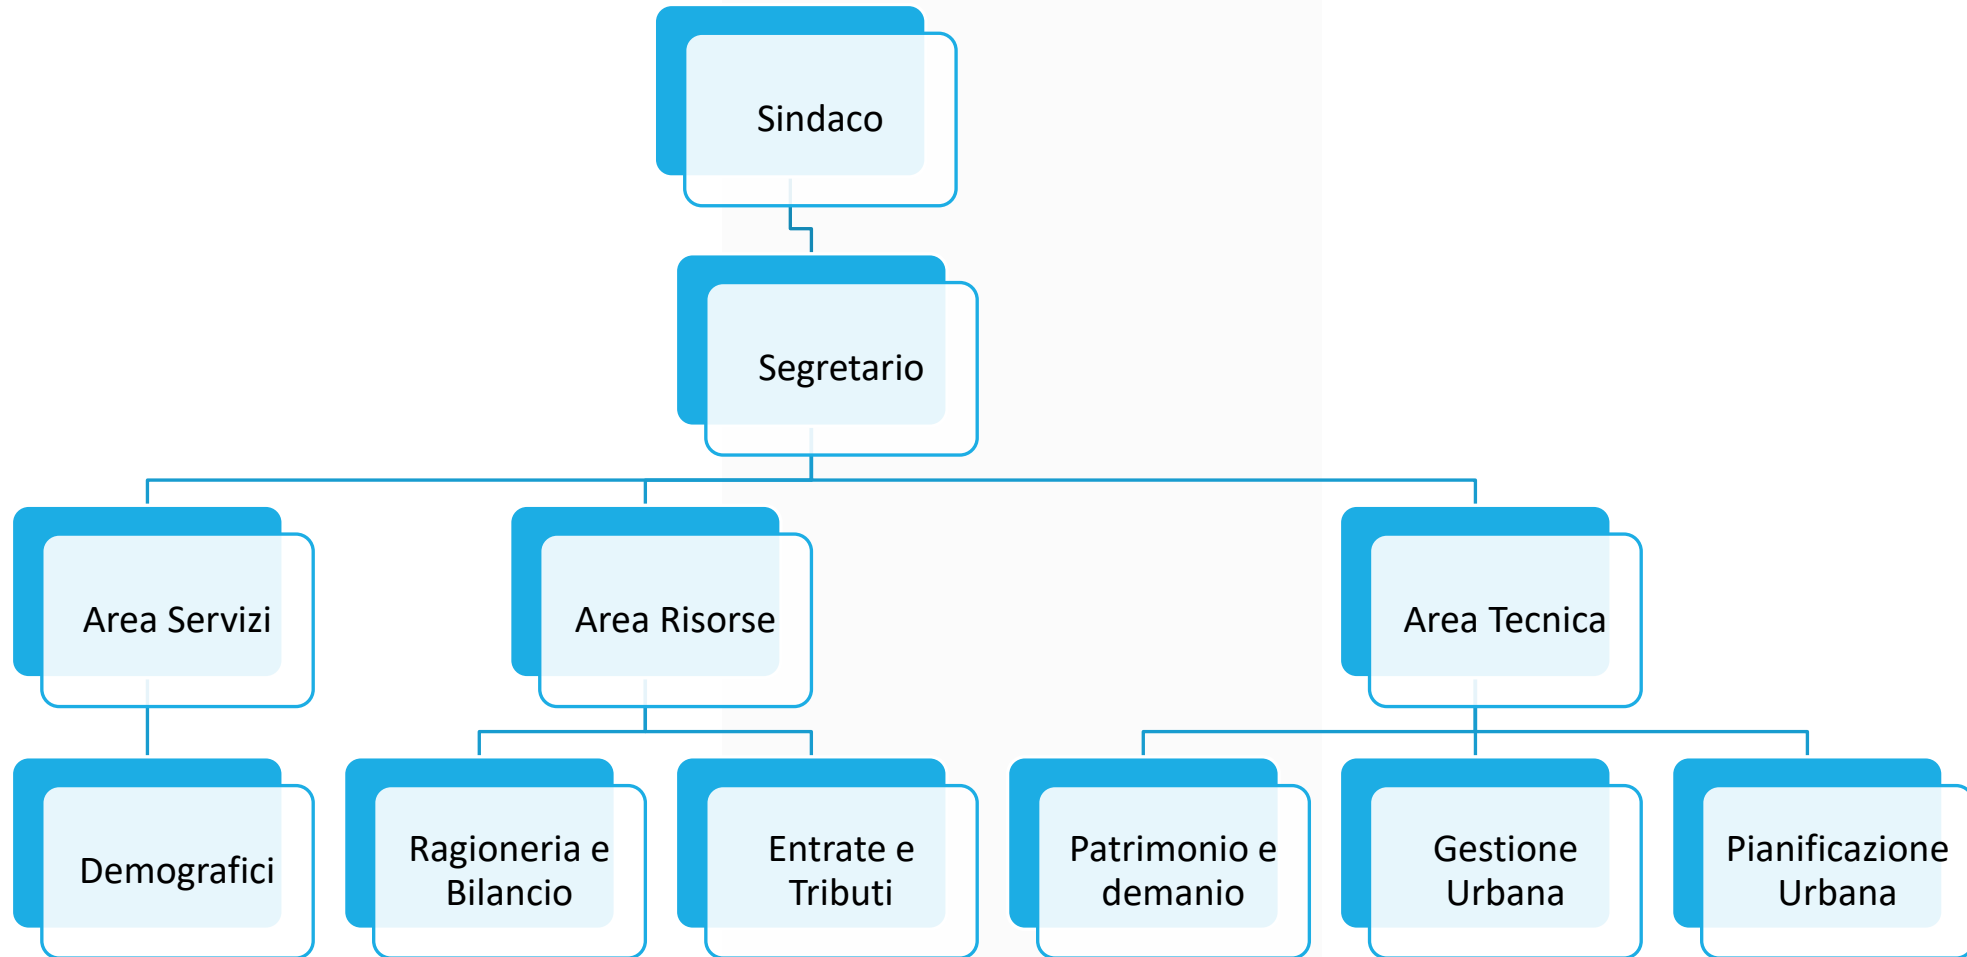 Sindaco
Segretario
Area Servizi
Area Risorse
Area Tecnica
Demografici
Ragioneria e
Bilancio
Entrate e
Tributi
Patrimonio e
demanio
Gestione
Urbana
Pianificazione
Urbana